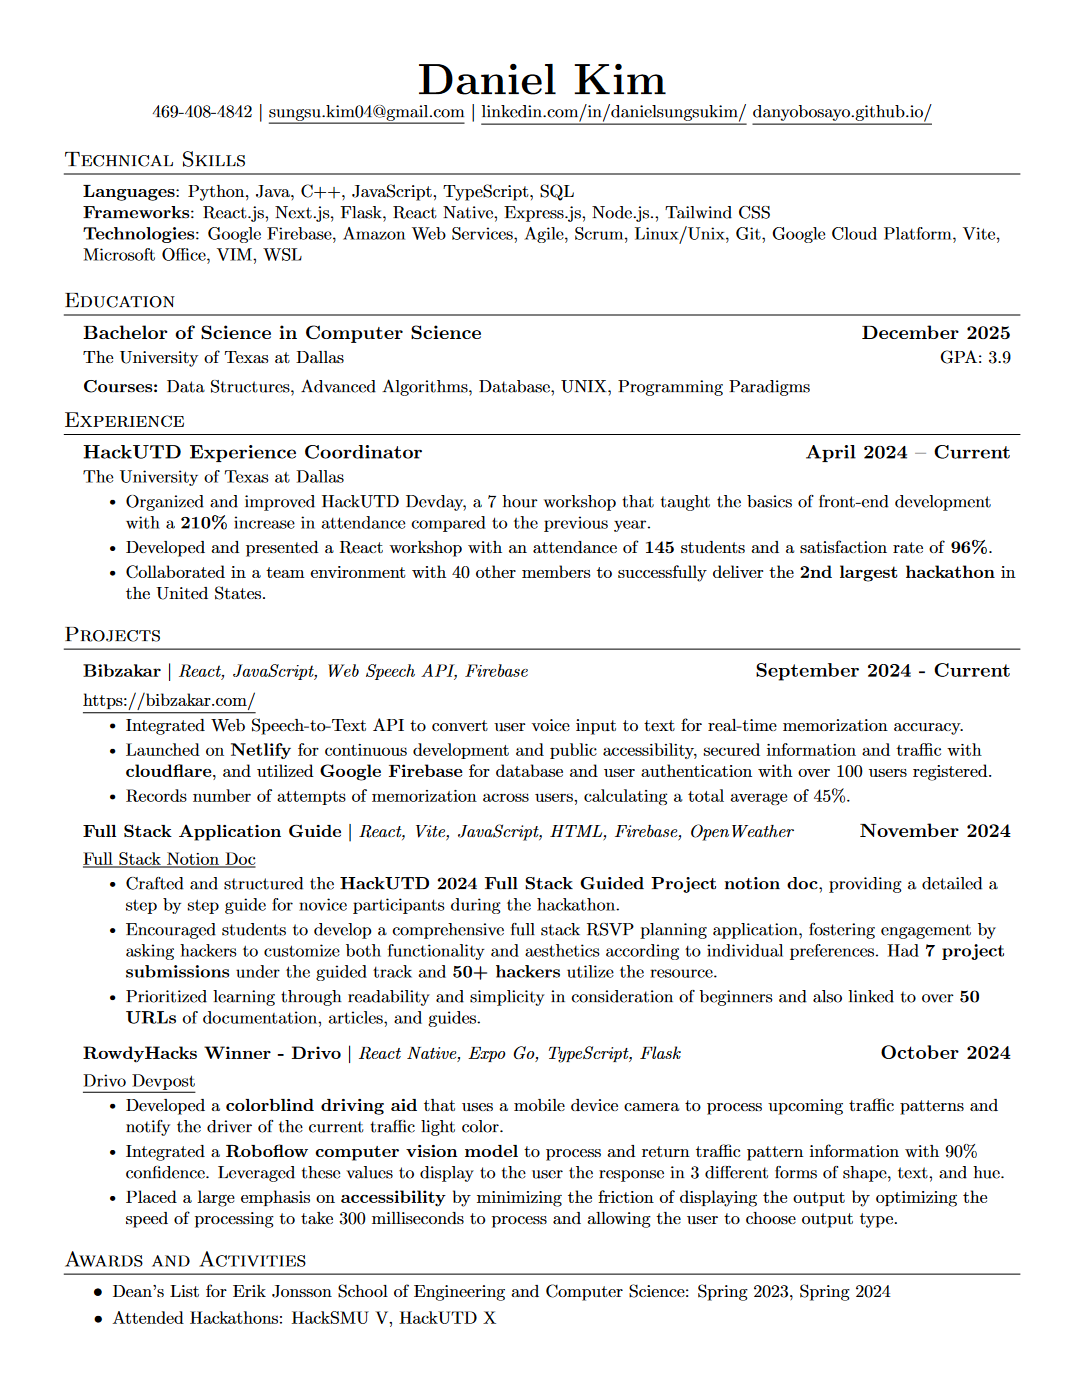 Daniel Kim
469-408-4842 | sungsu.kim04@gmail.com | linkedin.com/in/danielsungsukim/ danyobosayo.github.io/
Technical Skills
Languages: Python, Java, C++, JavaScript, TypeScript, SQL
Frameworks: React.js, Next.js, Flask, React Native, Express.js, Node.js., Tailwind CSS
Technologies: Google Firebase, Amazon Web Services, Agile, Scrum, Linux/Unix, Git, Google Cloud Platform, Vite,
Microsoft Office, VIM, WSL
Education
Bachelor of Science in Computer Science December 2025
The University of Texas at Dallas GPA: 3.9
Courses: Data Structures, Advanced Algorithms, Database, UNIX, Programming Paradigms
Experience
HackUTD Experience Coordinator April 2024 – Current
The University of Texas at Dallas
• Organized and improved HackUTD Devday, a 7 hour workshop that taught the basics of front-end development
with a 210% increase in attendance compared to the previous year.
• Developed and presented a React workshop with an attendance of 145 students and a satisfaction rate of 96%.
• Collaborated in a team environment with 40 other members to successfully deliver the 2nd largest hackathon in
the United States.
Projects
Bibzakar | React, JavaScript, Web Speech API, Firebase September 2024 - Current
https://bibzakar.com/
• Integrated Web Speech-to-Text API to convert user voice input to text for real-time memorization accuracy.
• Launched on Netlify for continuous development and public accessibility, secured information and traffic with
cloudflare, and utilized Google Firebase for database and user authentication with over 100 users registered.
• Records number of attempts of memorization across users, calculating a total average of 45%.
Full Stack Application Guide | React, Vite, JavaScript, HTML, Firebase, OpenWeather November 2024
Full Stack Notion Doc
• Crafted and structured the HackUTD 2024 Full Stack Guided Project notion doc, providing a detailed a
step by step guide for novice participants during the hackathon.
• Encouraged students to develop a comprehensive full stack RSVP planning application, fostering engagement by
asking hackers to customize both functionality and aesthetics according to individual preferences. Had 7 project
submissions under the guided track and 50+ hackers utilize the resource.
• Prioritized learning through readability and simplicity in consideration of beginners and also linked to over 50
URLs of documentation, articles, and guides.
RowdyHacks Winner - Drivo | React Native, Expo Go, TypeScript, Flask October 2024
Drivo Devpost
• Developed a colorblind driving aid that uses a mobile device camera to process upcoming traffic patterns and
notify the driver of the current traffic light color.
• Integrated a Roboflow computer vision model to process and return traffic pattern information with 90%
confidence. Leveraged these values to display to the user the response in 3 different forms of shape, text, and hue.
• Placed a large emphasis on accessibility by minimizing the friction of displaying the output by optimizing the
speed of processing to take 300 milliseconds to process and allowing the user to choose output type.
Awards and Activities
• Dean's List for Erik Jonsson School of Engineering and Computer Science: Spring 2023, Spring 2024
• Attended Hackathons: HackSMU V, HackUTD X